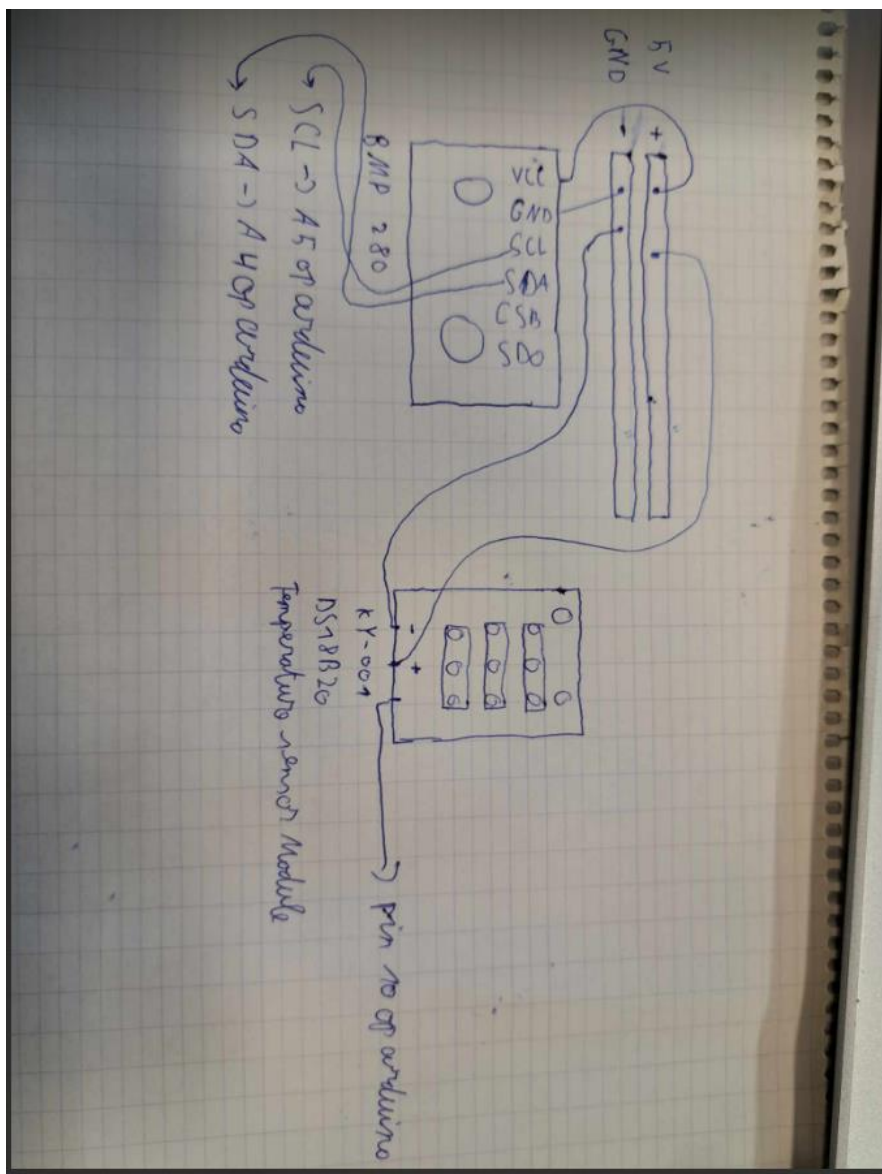 5V
GND
+
-
VCC
GND
SCL
SDA
CSB
SDO
BMP 280
SCL -> A5 op arduino
SDA -> A4 op arduino
-
+
KY-001
DS18B20
Temperatuur sensor Module
pin 10 op arduino